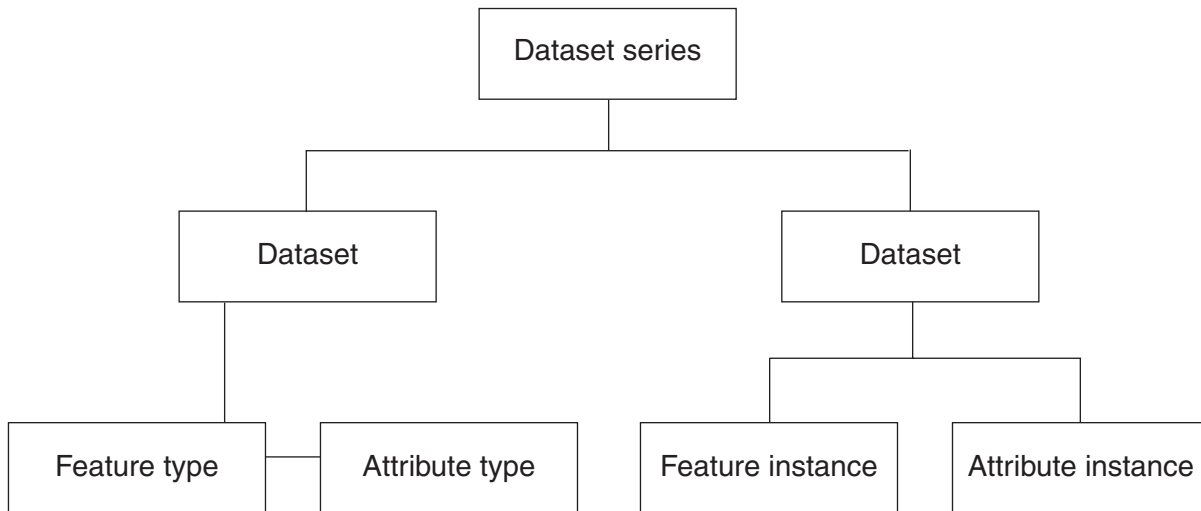 Dataset series
Dataset
Dataset
Feature type
Attribute type
Feature instance
Attribute instance